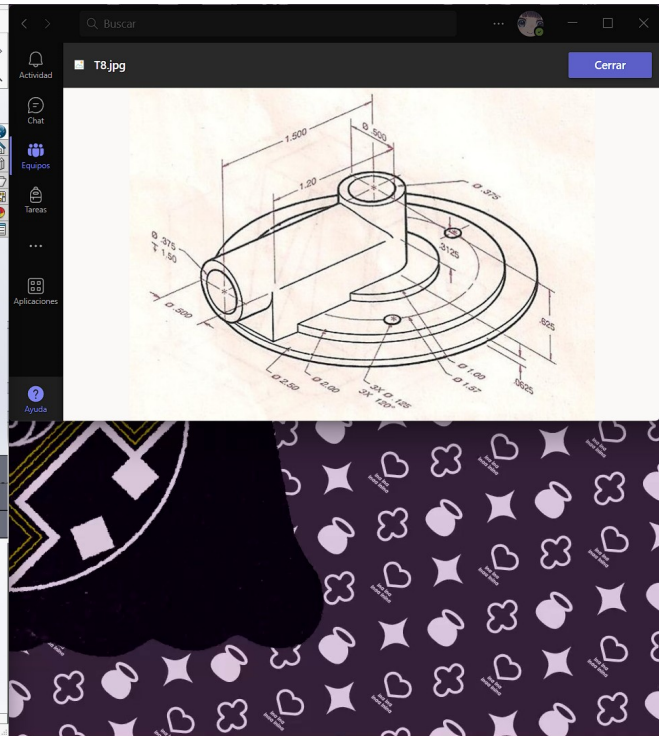 Buscar
Actividad
T8.jpg
Cerrar
Chat
Equipos
Tareas
Aplicaciones
Ayuda
1.500
Ø .500
1.20
Ø .375
Ø .375
1.50
.3125
Ø .500
.625
Ø 2.50
Ø 2.00
3X Ø .125
3X 120°
Ø 1.00
Ø 1.57
.0625